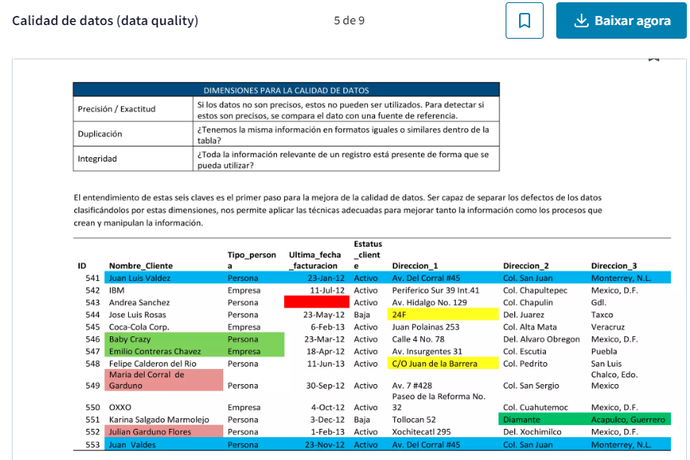 Calidad de datos (data quality)
5 de 9
Baixar agora
DIMENSIONES PARA LA CALIDAD DE DATOS
Precisión / Exactitud
Si los datos no son precisos, estos no pueden ser utilizados. Para detectar si
estos son precisos, se compara el dato con una fuente de referencia.
Duplicación
¿Tenemos la misma información en formatos iguales o similares dentro de la
tabla?
Integridad
¿Toda la información relevante de un registro está presente de forma que se
pueda utilizar?
El entendimiento de estas seis claves es el primer paso para la mejora de la calidad de datos. Ser capaz de separar los defectos de los datos
clasificándolos por estas dimensiones, nos permite aplicar las técnicas adecuadas para mejorar tanto la información como los procesos que
crean y manipulan la información.
Estatus
Tipo_person Ultima_fecha _client
ID Nombre_Cliente a _facturacion e Direccion_1 Direccion_2 Direccion_3
541 Juan Luis Valdez Persona 23-Jan-12 Activo Av. Del Corral #45 Col. San Juan Monterrey, N.L.
542 IBM Empresa 11-Jul-12 Activo Periferico Sur 39 Int.41 Col. Chapultepec Mexico, D.F.
543 Andrea Sanchez Persona Activo Av. Hidalgo No. 129 Col. Chapulin Gdl.
544 Jose Luis Rosas Persona 23-May-12 Baja 24F Del. Juarez Taxco
545 Coca-Cola Corp. Empresa 6-Feb-13 Activo Juan Polainas 253 Col. Alta Mata Veracruz
546 Baby Crazy Persona 23-Mar-12 Activo Calle 4 No. 78 Del. Alvaro Obregon Mexico, D.F.
547 Emilio Contreras Chavez Empresa 18-Apr-12 Activo Av. Insurgentes 31 Col. Escutia Puebla
548 Felipe Calderon del Rio Persona 11-Jun-13 Activo C/O Juan de la Barrera Col. Pedrito San Luis
Maria del Corral de Chalco, Edo.
549 Garduno Persona 30-Sep-12 Activo Av. 7 #428 Col. San Sergio Mexico
Paseo de la Reforma No.
550 OXXO Empresa 4-Oct-12 Activo 32 Col. Cuahutemoc Mexico, D.F.
551 Karina Salgado Marmolejo Persona 3-Dec-12 Baja Tollocan 52 Diamante Acapulco, Guerrero
552 Julian Garduno Flores Persona 1-Feb-13 Activo Xochitecatl 295 Del. Xochimilco Mexico, D.F.
553 Juan Valdes Persona 23-Nov-12 Activo Av. Del Corral #45 Col. San Juan Monterrey, N.L.